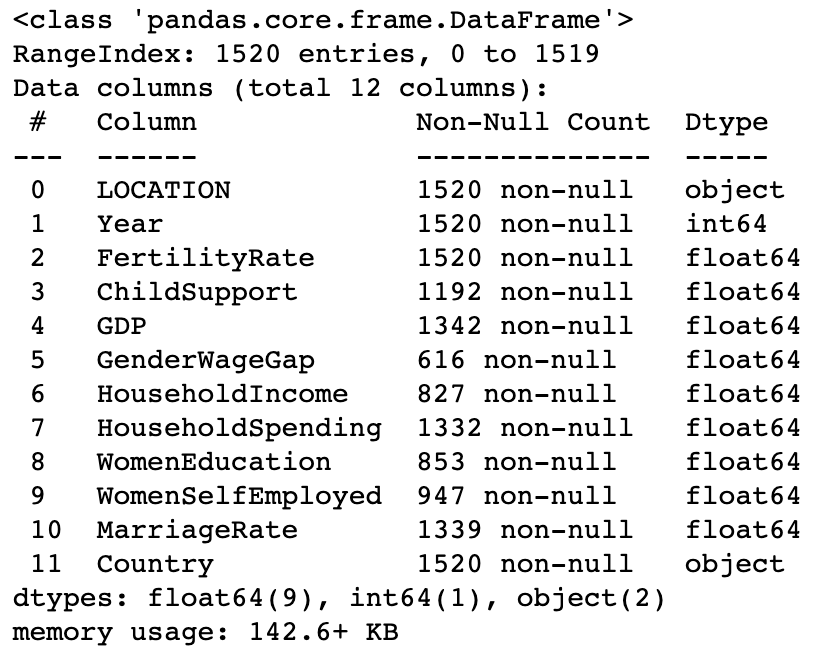 <class 'pandas.core.frame.DataFrame'>
RangeIndex: 1520 entries, 0 to 1519
Data columns (total 12 columns):
 #   Column             Non-Null Count  Dtype
---  ------             --------------  -----
 0   LOCATION           1520 non-null   object
 1   Year               1520 non-null   int64
 2   FertilityRate      1520 non-null   float64
 3   ChildSupport       1192 non-null   float64
 4   GDP                1342 non-null   float64
 5   GenderWageGap      616 non-null    float64
 6   HouseholdIncome    827 non-null    float64
 7   HouseholdSpending  1332 non-null   float64
 8   WomenEducation     853 non-null    float64
 9   WomenSelfEmployed  947 non-null    float64
 10  MarriageRate       1339 non-null   float64
 11  Country            1520 non-null   object
dtypes: float64(9), int64(1), object(2)
memory usage: 142.6+ KB